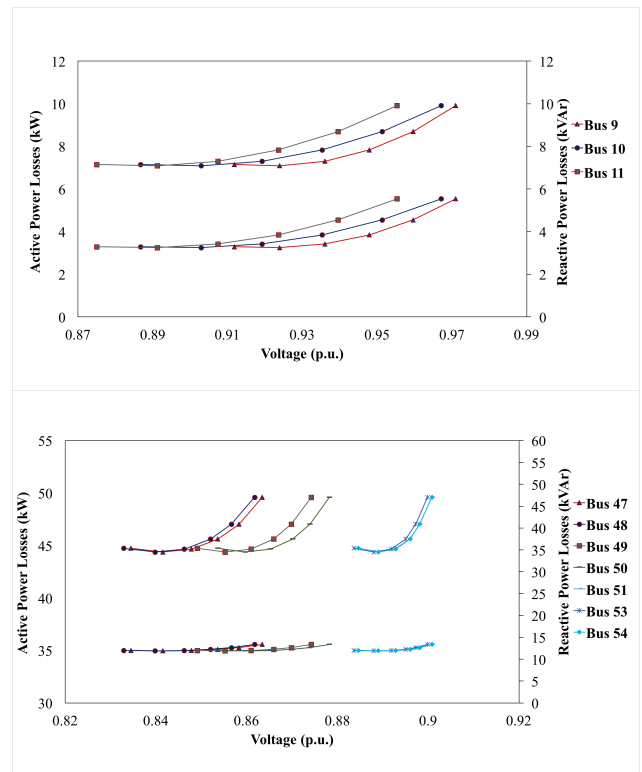 12
10
8
6
4
2
0
Active Power Losses (kW)
12
10
8
6
4
2
0
Reactive Power Losses (kVAr)
0.87 0.89 0.91 0.93 0.95 0.97 0.99
Voltage (p.u.)
Bus 9
Bus 10
Bus 11
55
50
45
40
35
30
Active Power Losses (kW)
60
55
50
45
40
35
30
25
20
15
10
5
0
Reactive Power Losses (kVAr)
0.82 0.84 0.86 0.88 0.9 0.92
Voltage (p.u.)
Bus 47
Bus 48
Bus 49
Bus 50
Bus 51
Bus 53
Bus 54